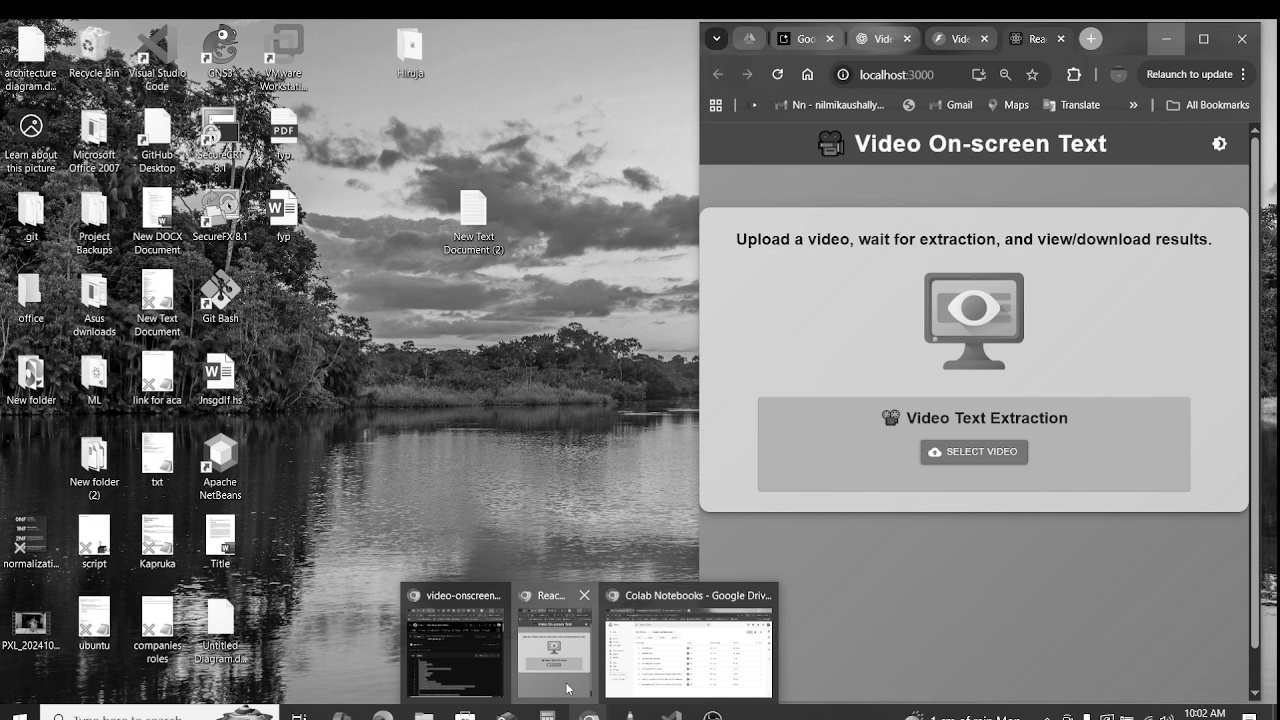 architecture
diagram.d...
Recycle Bin
Visual Studio
Code
GNS3
VMware
Workstati...
Hiruja
Learn about
this picture
Microsoft
Office 2007
GitHub
Desktop
SecureCRT
8.1
PDF
fyp
.git
Project
Backups
New DOCX
Document
SecureFX 8.1
fyp
New Text
Document (2)
office
Asus
dwnloads
New Text
Document
Git Bash
New folder
ML
link for aca
Jnsgdlf.hs
New folder
(2)
txt
Apache
NetBeans
normalizati...
script
Kapruka
Title
ubuntu
companies
roles
Untitled
Diagram.d...
Goo
Vide
Vide
Rea
localhost:3000
Relaunch to update
Nn - nilmikaushally...
Gmail
Maps
Translate
All Bookmarks
Video On-screen Text
Upload a video, wait for extraction, and view/download results.
Video Text Extraction
SELECT VIDEO
video-onscreen...
Reac...
Colab Notebooks - Google Driv...
Type here to search
10:02 AM